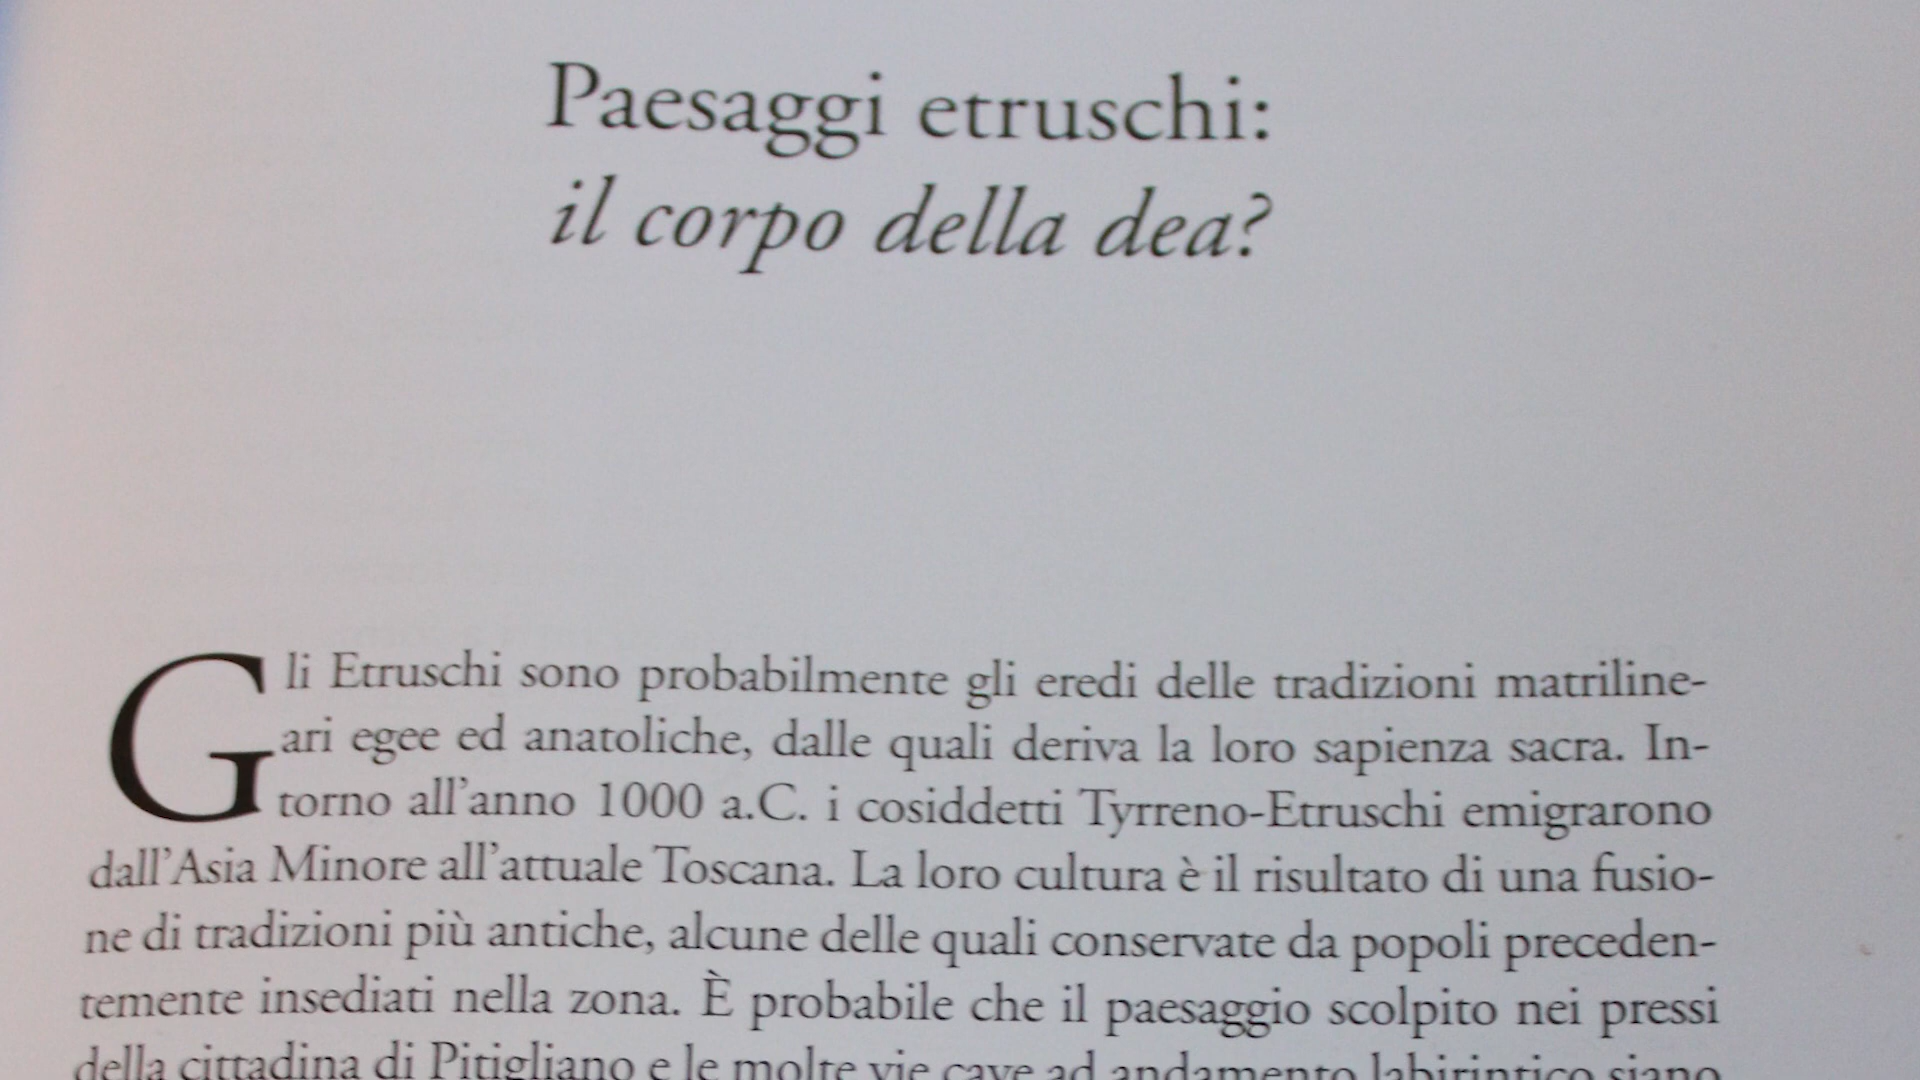 Paesaggi etruschi:
il corpo della dea?
Gli Etruschi sono probabilmente gli eredi delle tradizioni matriline-
ari egee ed anatoliche, dalle quali deriva la loro sapienza sacra. In-
torno all'anno 1000 a.C. i cosiddetti Tyrreno-Etruschi emigrarono
dall'Asia Minore all'attuale Toscana. La loro cultura è il risultato di una fusio-
ne di tradizioni più antiche, alcune delle quali conservate da popoli preceden-
temente insediati nella zona. È probabile che il paesaggio scolpito nei pressi
della cittadina di Pitigliano e le molte vie cave ad andamento labirintico siano